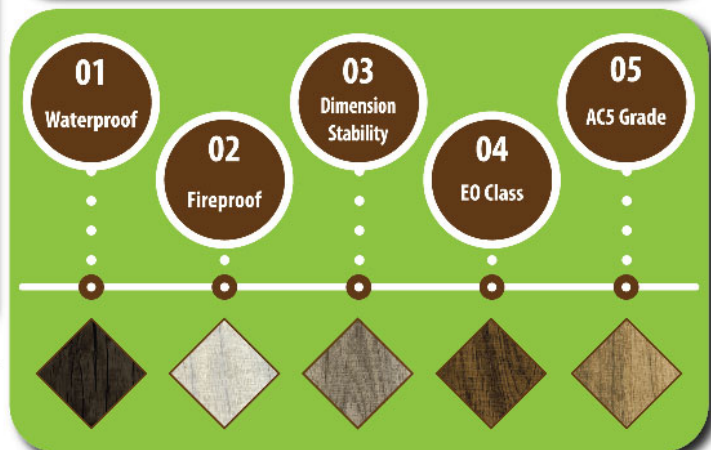 01
Waterproof
02
Fireproof
03
Dimension
Stability
04
E0 Class
05
AC5 Grade